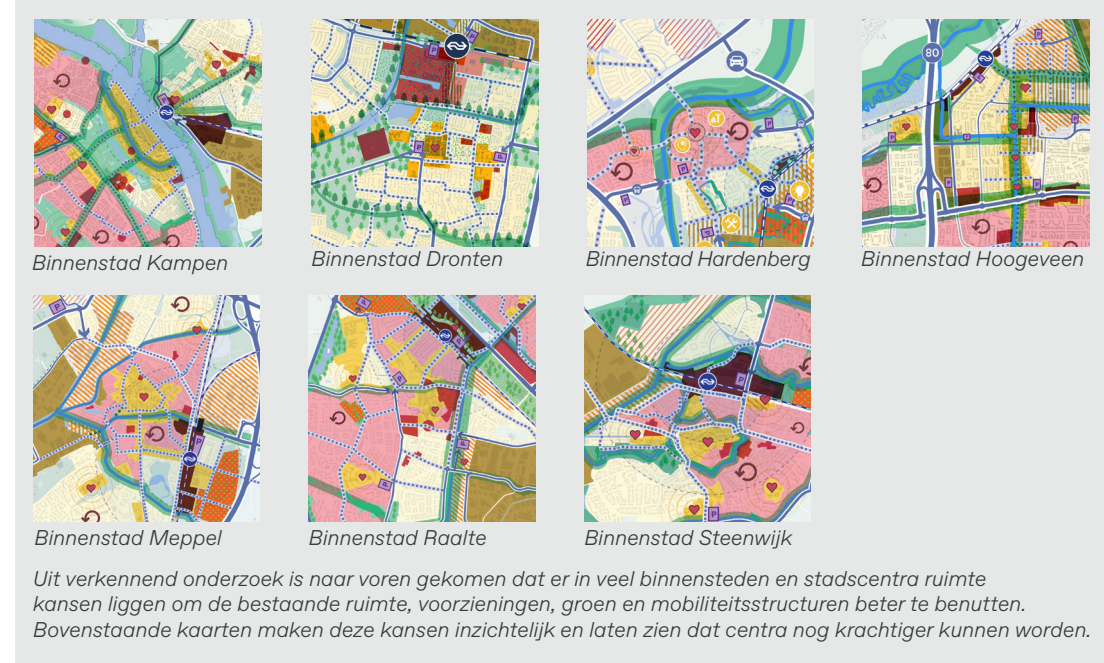 Binnenstad Kampen
Binnenstad Dronten
Binnenstad Hardenberg
Binnenstad Hoogeveen
Binnenstad Meppel
Binnenstad Raalte
Binnenstad Steenwijk
Uit verkennend onderzoek is naar voren gekomen dat er in veel binnensteden en stadscentra ruimte
kansen liggen om de bestaande ruimte, voorzieningen, groen en mobiliteitsstructuren beter te benutten.
Bovenstaande kaarten maken deze kansen inzichtelijk en laten zien dat centra nog krachtiger kunnen worden.